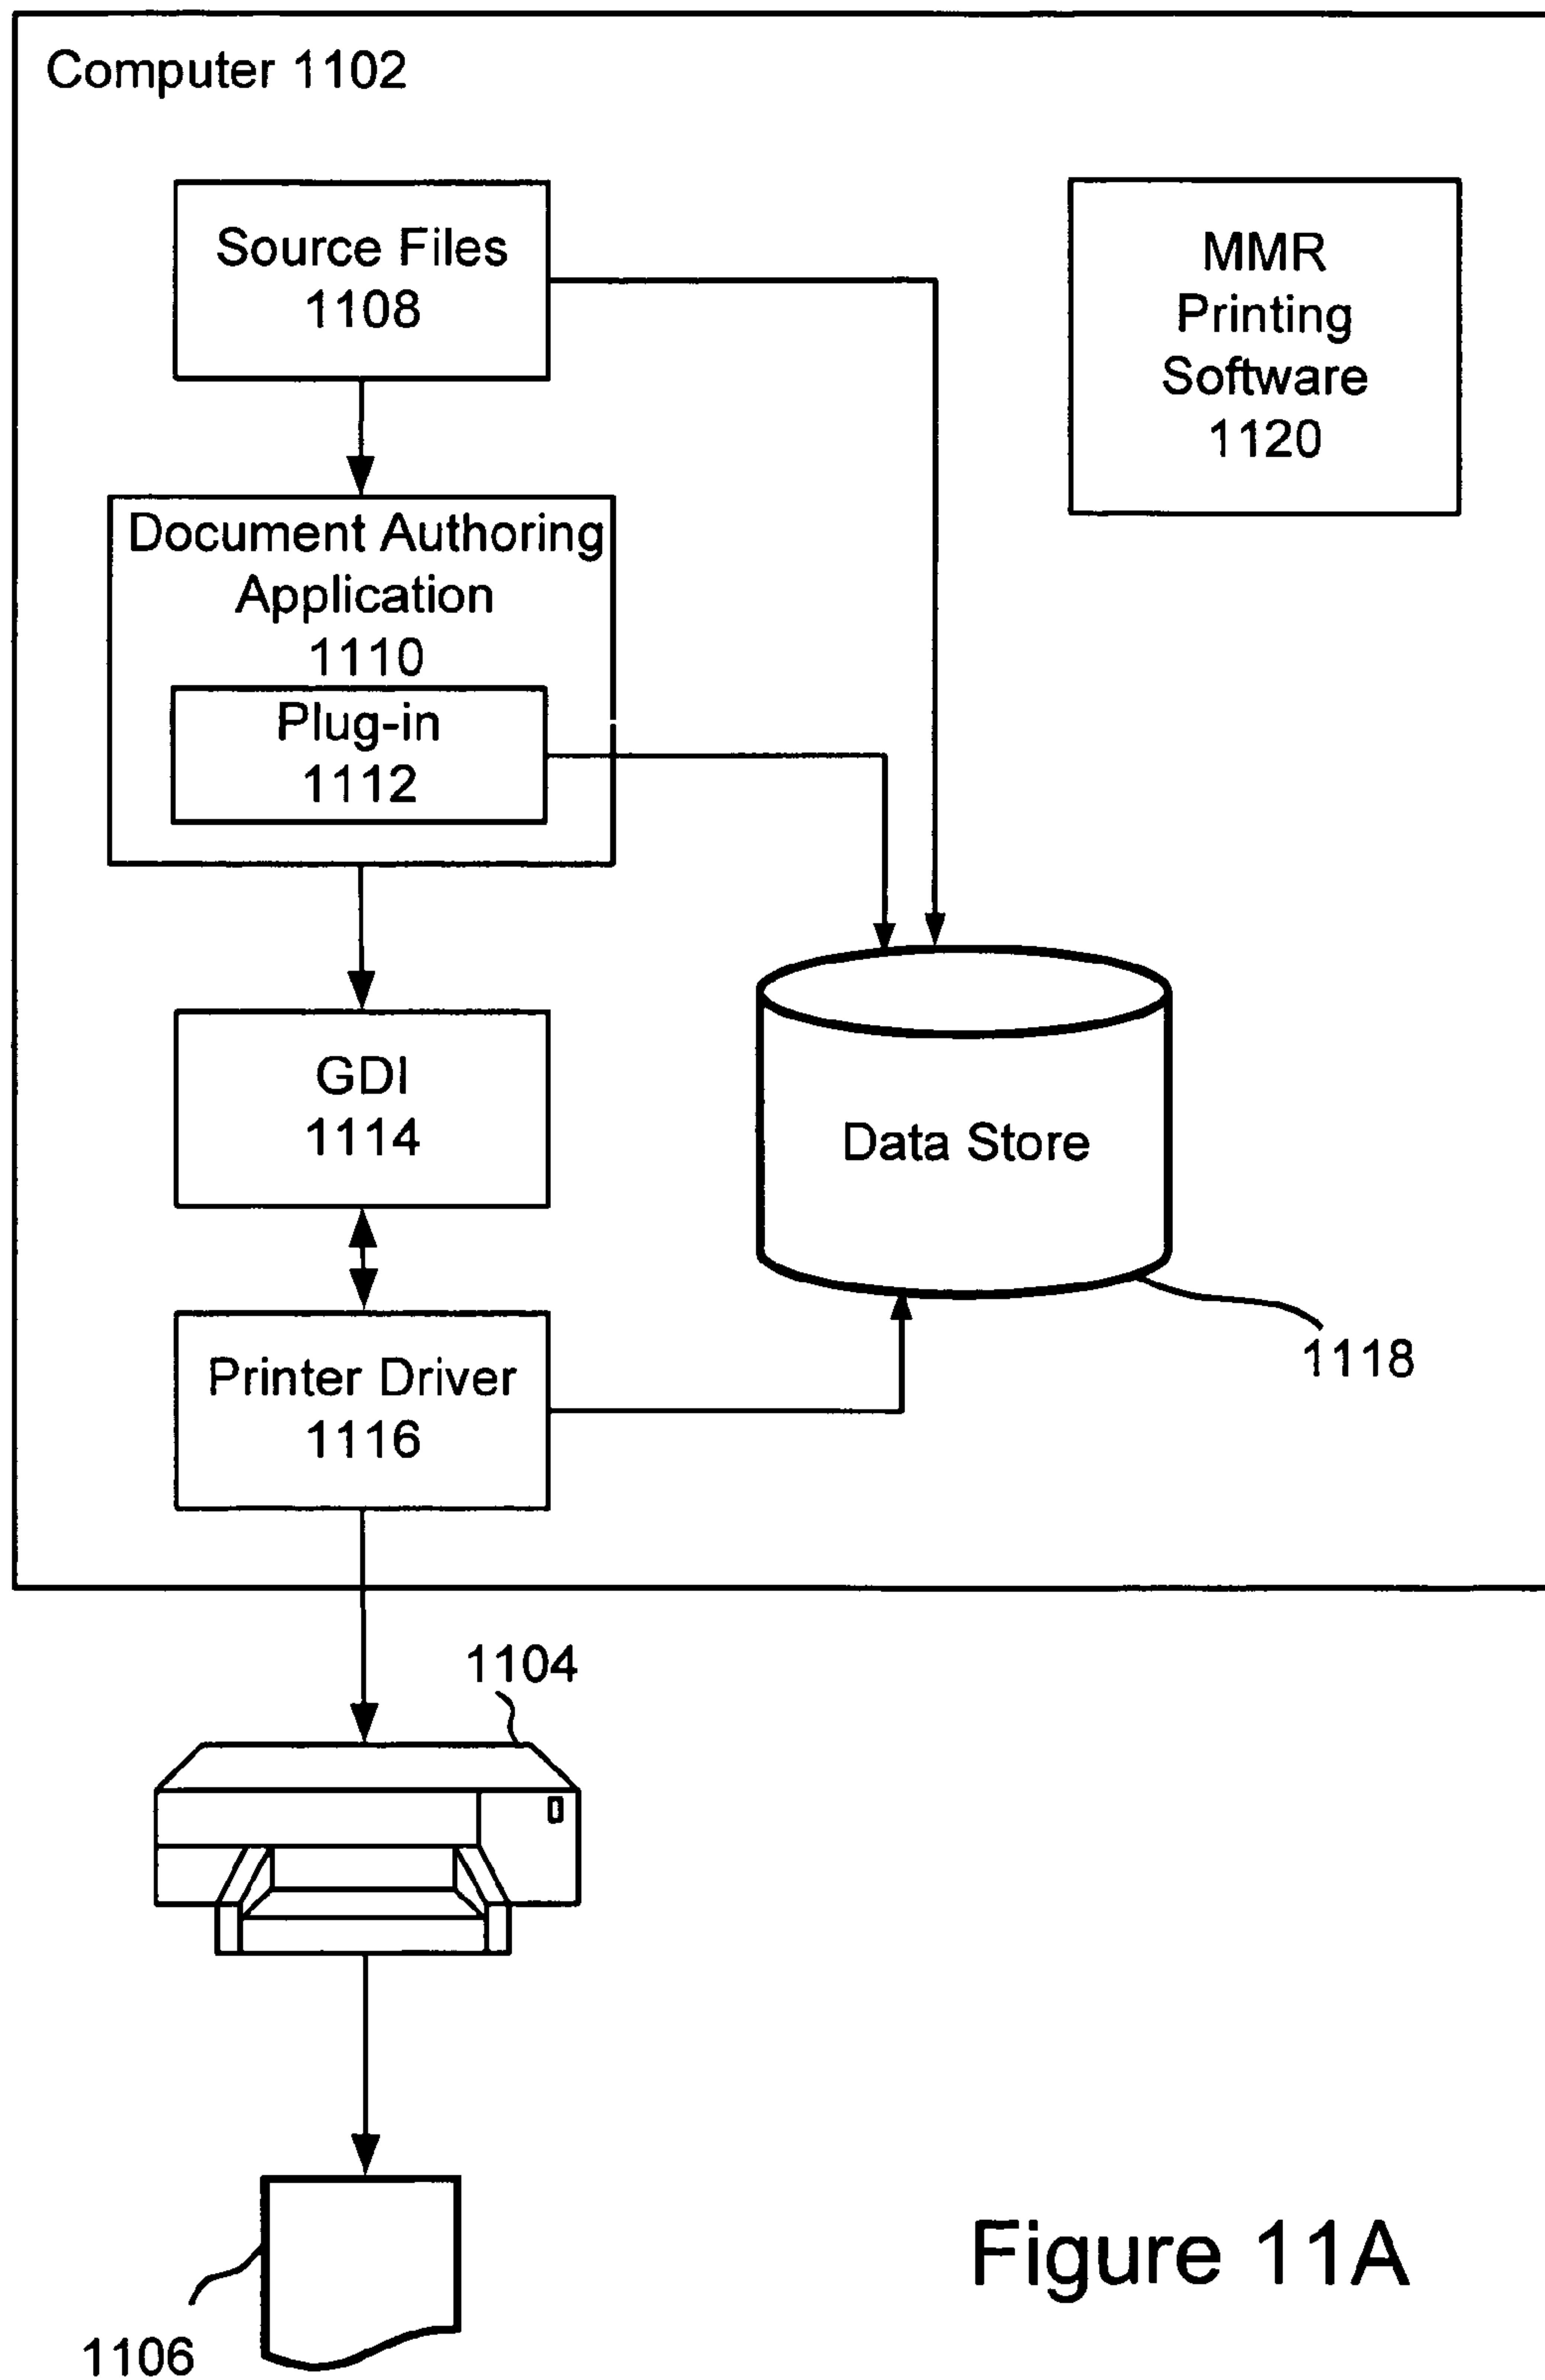 Computer 1102
Source Files
1108
MMR
Printing
Software
1120
Document Authoring
Application
1110
Plug-in
1112
GDI
1114
Data Store
1118
Printer Driver
1116
1104
1106
Figure 11A